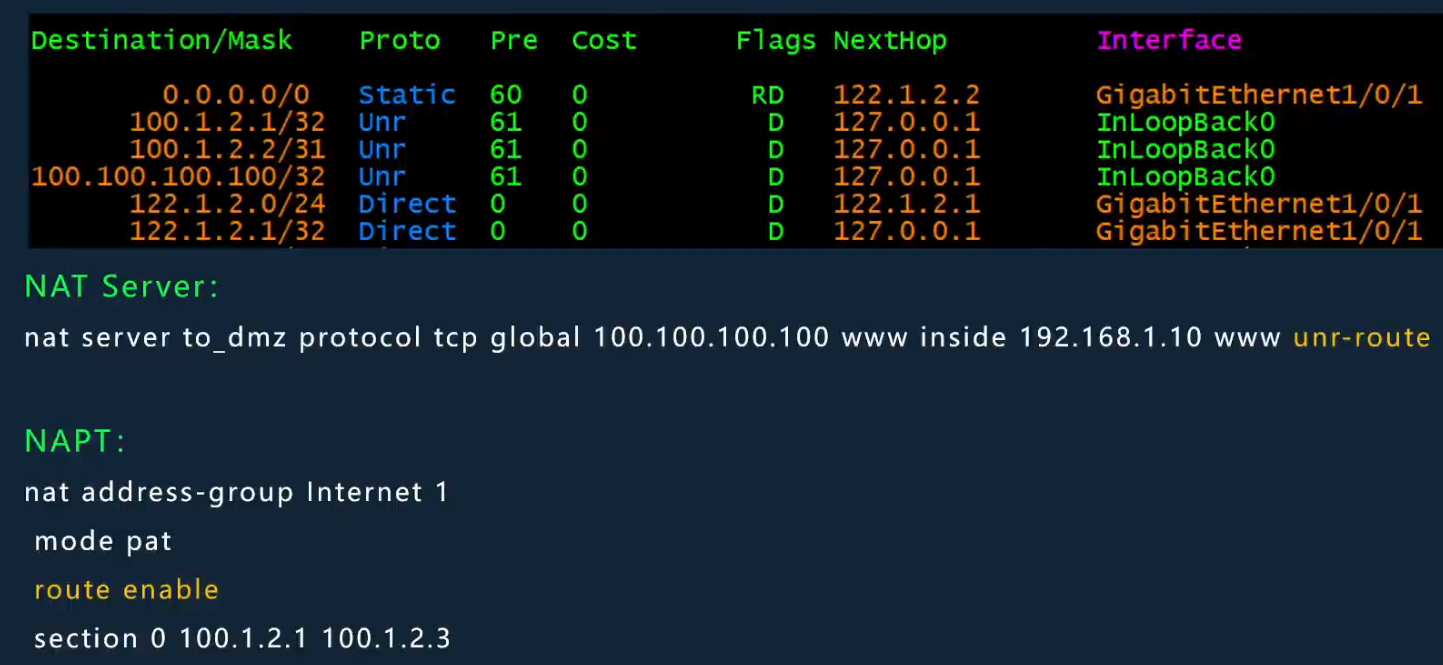 Destination/Mask Proto Pre Cost Flags NextHop Interface
0.0.0.0/0 Static 60 0 RD 122.1.2.2 GigabitEthernet1/0/1
100.1.2.1/32 Unr 61 0 D 127.0.0.1 InLoopBack0
100.1.2.2/31 Unr 61 0 D 127.0.0.1 InLoopBack0
100.100.100.100/32 Unr 61 0 D 127.0.0.1 InLoopBack0
122.1.2.0/24 Direct 0 0 D 122.1.2.1 GigabitEthernet1/0/1
122.1.2.1/32 Direct 0 0 D 127.0.0.1 GigabitEthernet1/0/1
NAT Server:
nat server to_dmz protocol tcp global 100.100.100.100 www inside 192.168.1.10 www unr-route
NAPT:
nat address-group Internet 1
mode pat
route enable
section 0 100.1.2.1 100.1.2.3